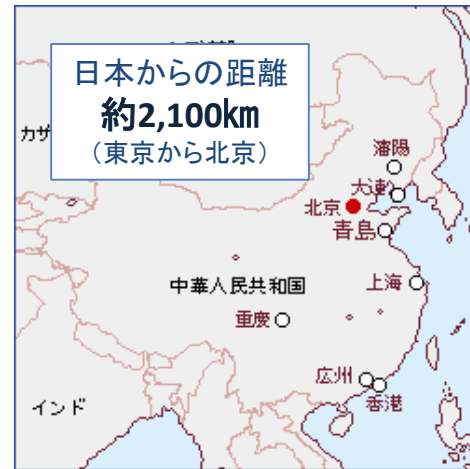 日本からの距離
約2,100㎞
（東京から北京）
カザ
瀋陽
大連
北京
青島
中華人民共和国
上海
重慶
広州
香港
インド